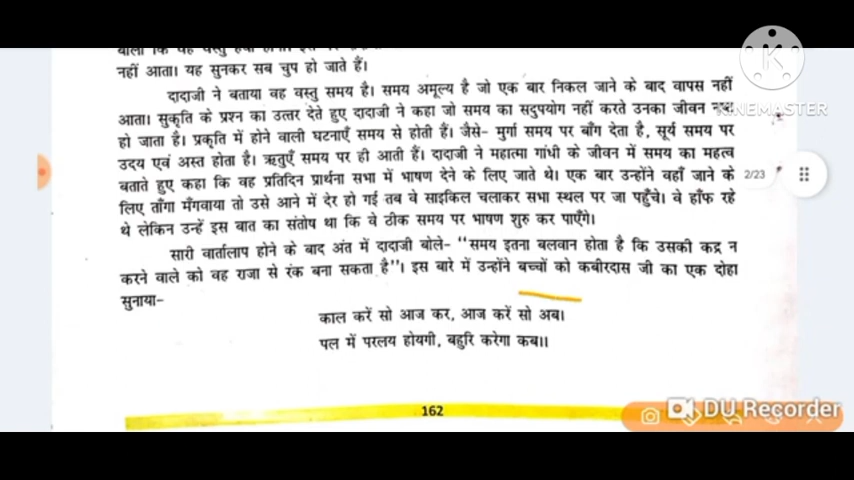 नहीं आता। यह सुनकर सब चुप हो जाते हैं।
दादाजी ने बताया वह वस्तु समय है। समय अमूल्य है जो एक बार निकल जाने के बाद वापस नहीं
आता। सुकृति के प्रश्न का उत्तर देते हुए दादाजी ने कहा जो समय का सदुपयोग नहीं करते उनका जीवन नष्ट
हो जाता है। प्रकृति में होने वाली घटनाएँ समय से होती हैं। जैसे- मुर्गा समय पर बाँग देता है, सूर्य समय पर
उदय एवं अस्त होता है। ऋतुएँ समय पर ही आती हैं। दादाजी ने महात्मा गांधी के जीवन में समय का महत्व
बताते हुए कहा कि वह प्रतिदिन प्रार्थना सभा में भाषण देने के लिए जाते थे। एक बार उन्होंने वहाँ जाने के
लिए ताँगा मँगवाया तो उसे आने में देर हो गई तब वे साइकिल चलाकर सभा स्थल पर जा पहुँचे। वे हाँफ रहे
थे लेकिन उन्हें इस बात का संतोष था कि वे ठीक समय पर भाषण शुरु कर पाएँगे।
सारी वार्तालाप होने के बाद अंत में दादाजी बोले- "समय इतना बलवान होता है कि उसकी कद्र न
करने वाले को वह राजा से रंक बना सकता है"। इस बारे में उन्होंने बच्चों को कबीरदास जी का एक दोहा
सुनाया-
काल करें सो आज कर, आज करें सो अब।
पल में परलय होयगी, बहुरि करेगा कब॥
162
2/23
KINEMASTER
DU Recorder